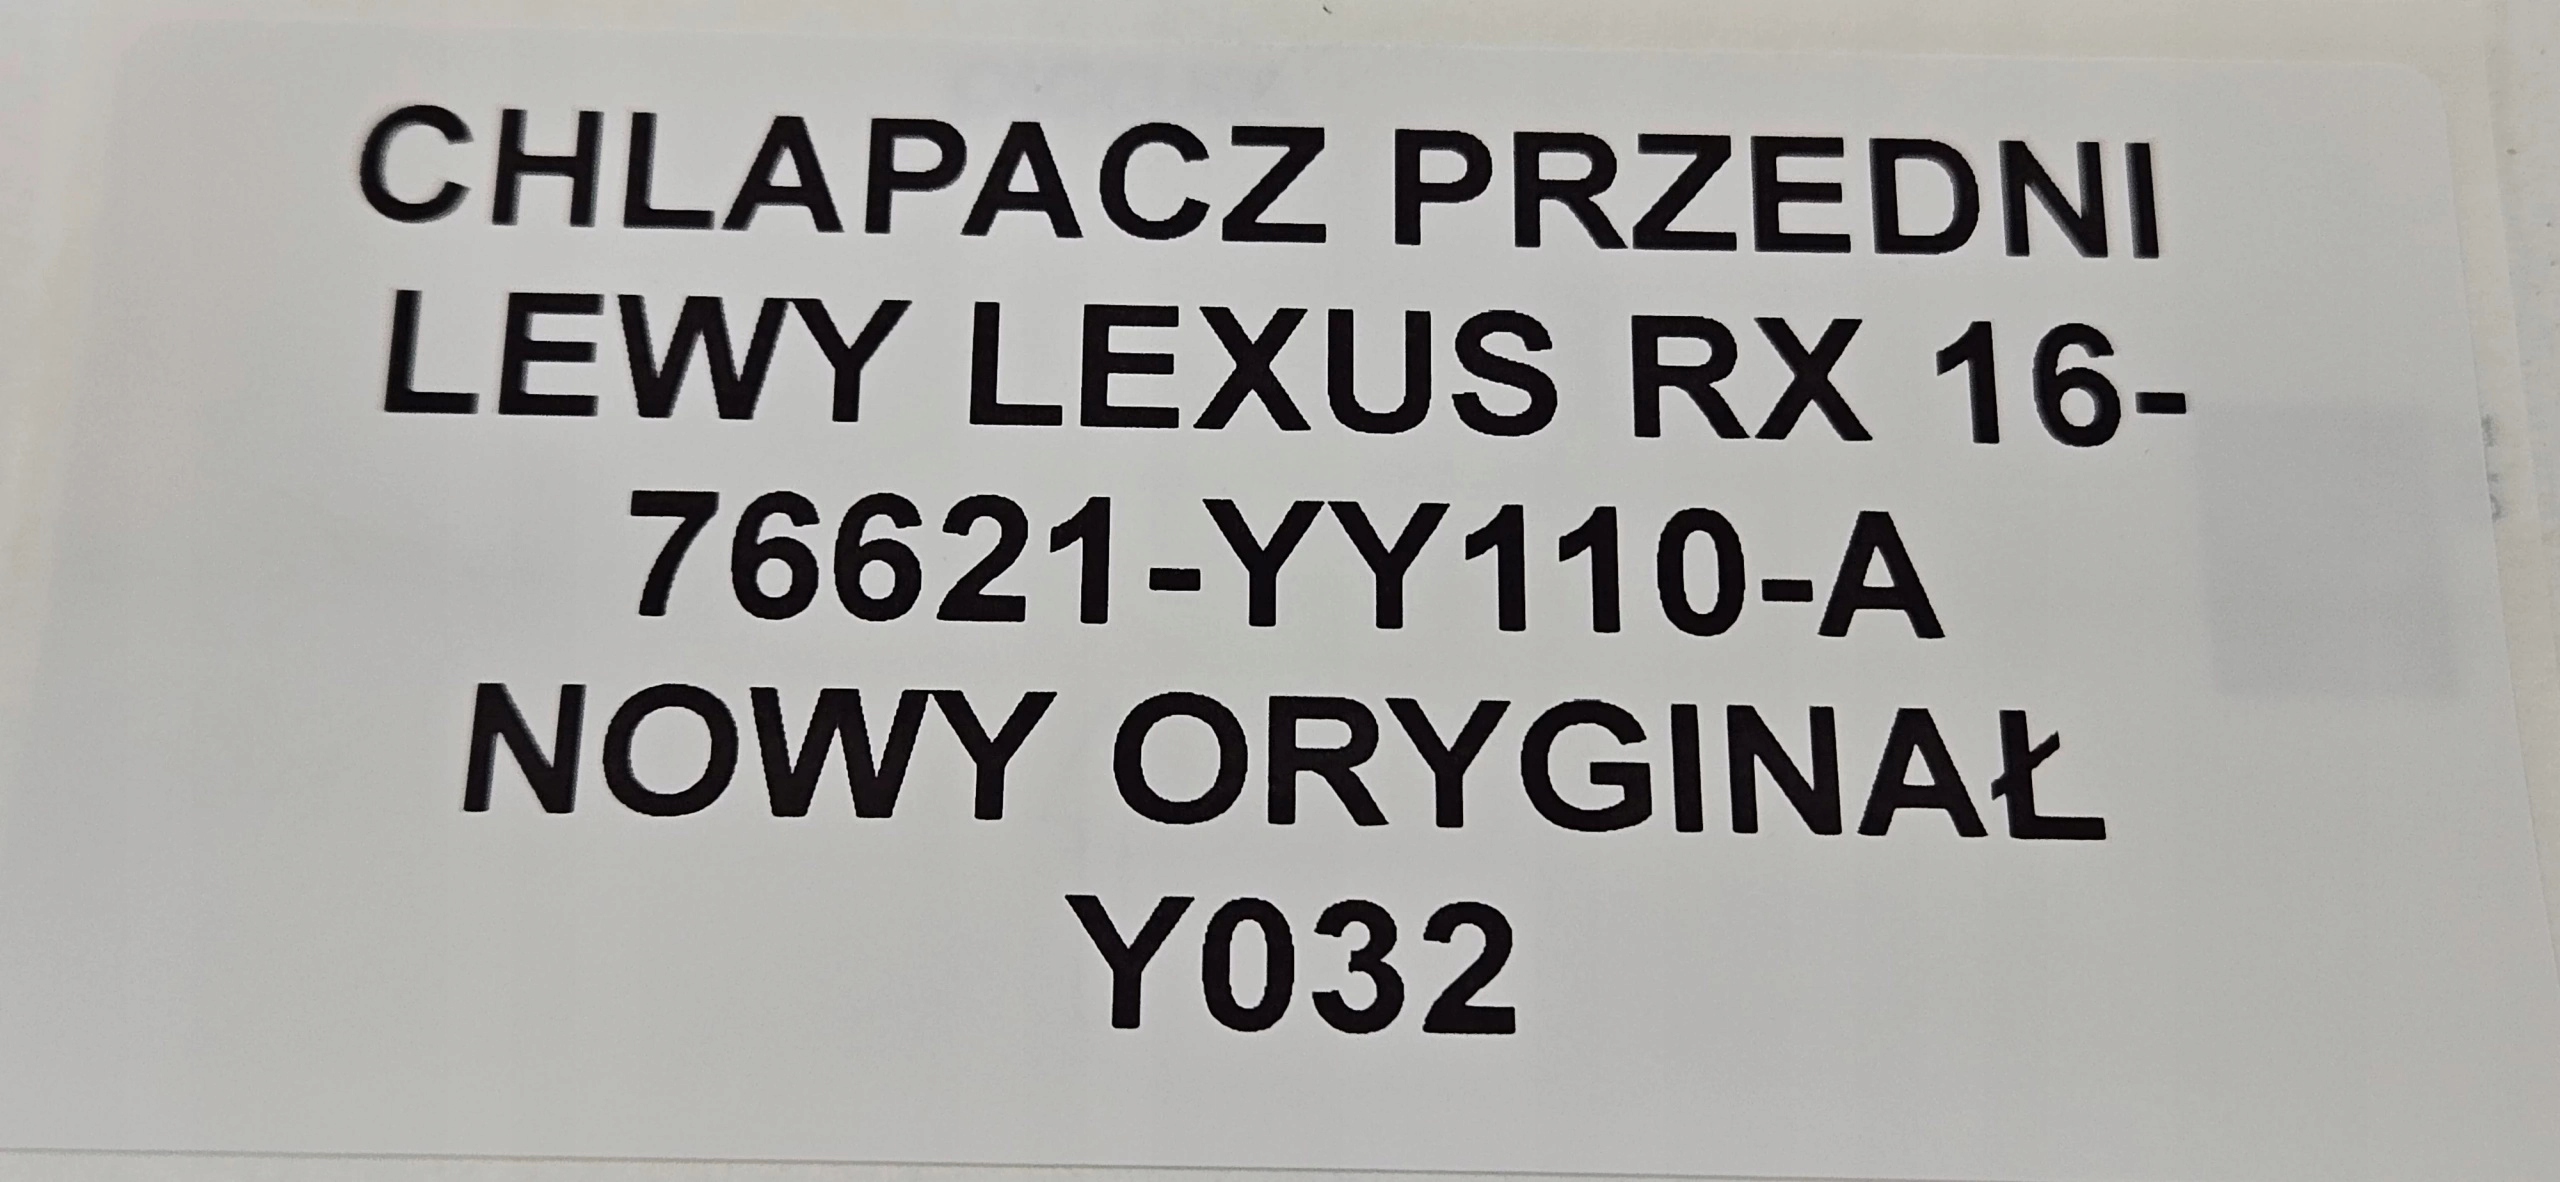 CHLAPACZ PRZEDNI
LEWY LEXUS RX 16-
76621-YY110-A
NOWY ORYGINAŁ
Y032